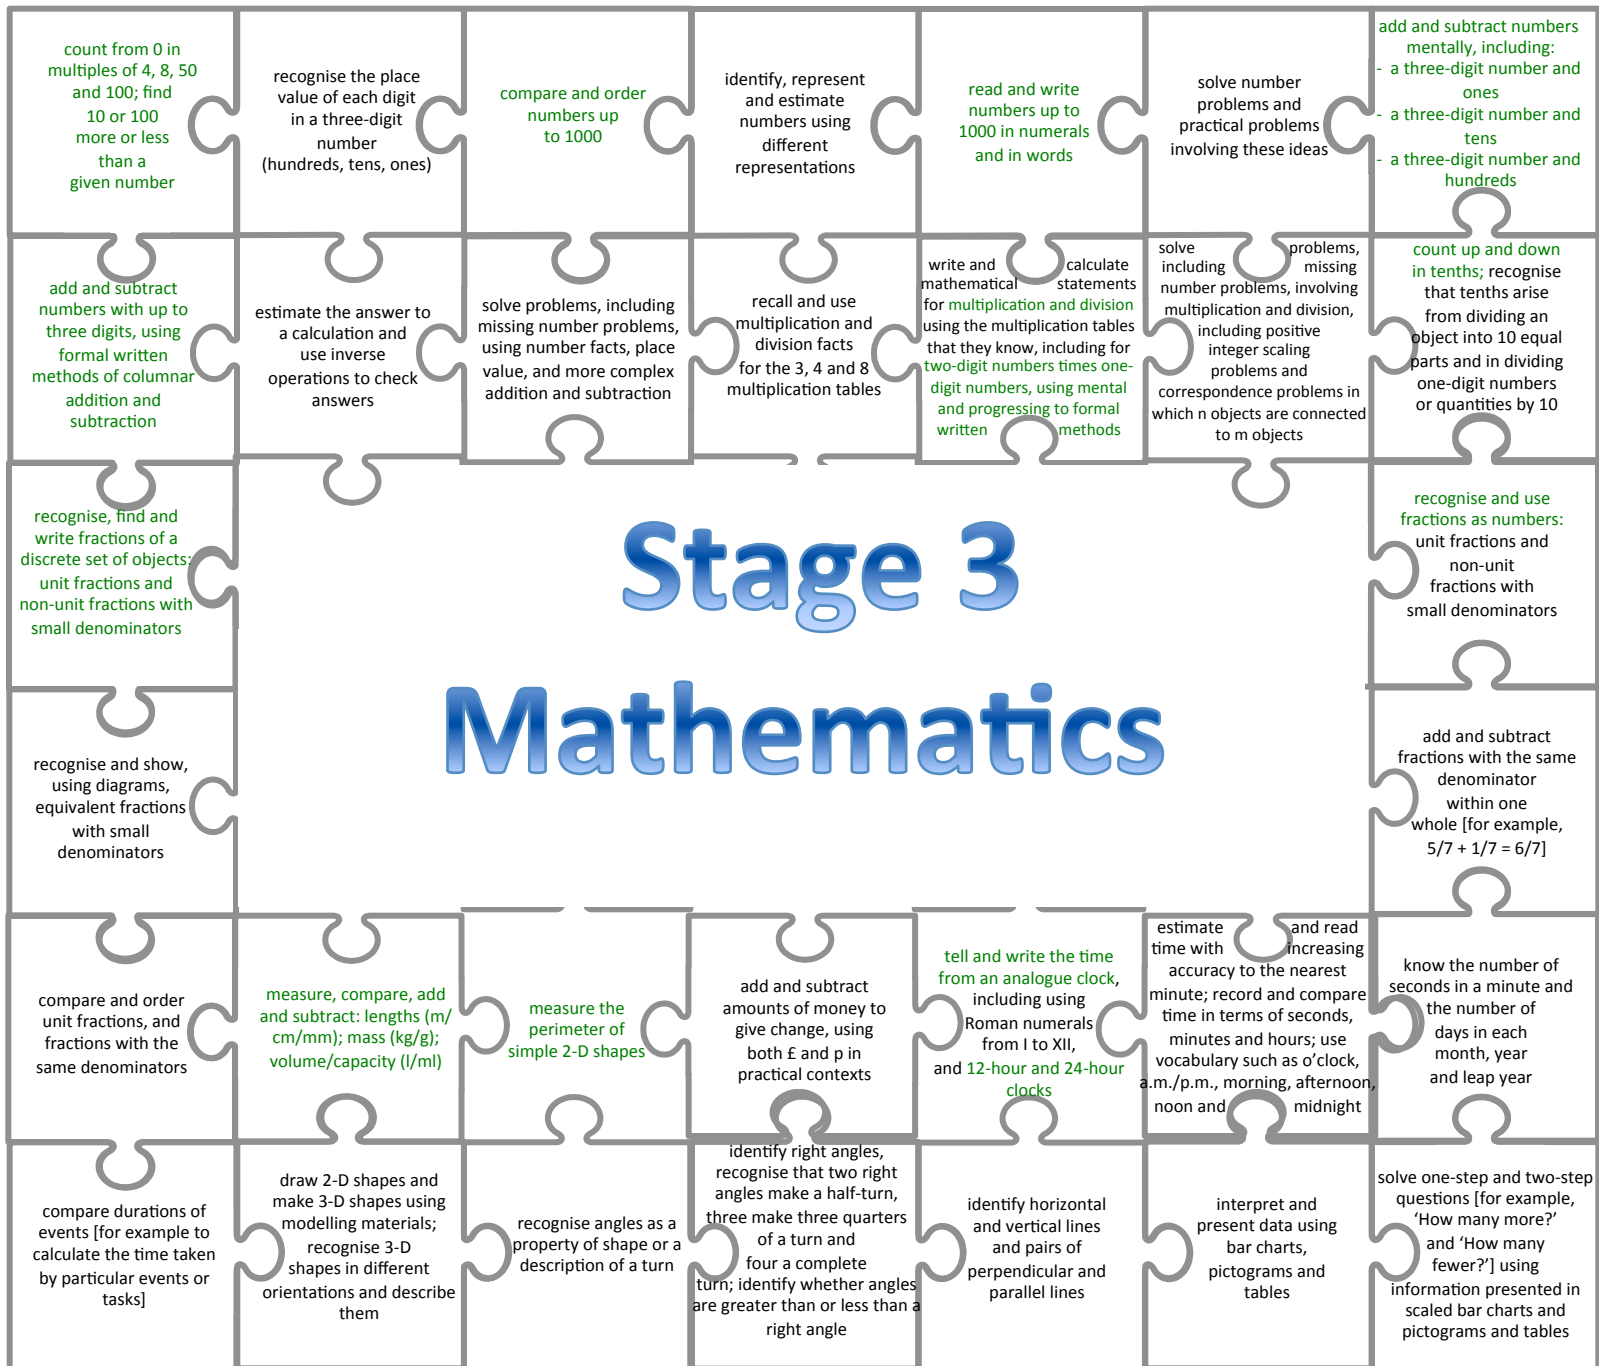 count from 0 in
multiples of 4, 8, 50
and 100; find
10 or 100
more or less
than a
given number
recognise the place
value of each digit
in a three-digit
number
(hundreds, tens, ones)
compare and order
numbers up
to 1000
identify, represent
and estimate
numbers using
different
representations
read and write
numbers up to
1000 in numerals
and in words
solve number
problems and
practical problems
involving these ideas
add and subtract numbers
mentally, including:
- a three-digit number and
ones
- a three-digit number and
tens
- a three-digit number and
hundreds
add and subtract
numbers with up to
three digits, using
formal written
methods of columnar
addition and
subtraction
estimate the answer to
a calculation and
use inverse
operations to check
answers
solve problems, including
missing number problems,
using number facts, place
value, and more complex
addition and subtraction
recall and use
multiplication and
division facts
for the 3, 4 and 8
multiplication tables
write and calculate
mathematical statements
for multiplication and division
using the multiplication tables
that they know, including for
two-digit numbers times one-
digit numbers, using mental
and progressing to formal
written methods
solve problems,
including missing
number problems, involving
multiplication and division,
including positive
integer scaling
problems and
correspondence problems in
which n objects are connected
to m objects
count up and down
in tenths; recognise
that tenths arise
from dividing an
object into 10 equal
parts and in dividing
one-digit numbers
or quantities by 10
recognise, find and
write fractions of a
discrete set of objects:
unit fractions and
non-unit fractions with
small denominators
Stage 3
Mathematics
recognise and use
fractions as numbers:
unit fractions and
non-unit
fractions with
small denominators
recognise and show,
using diagrams,
equivalent fractions
with small
denominators
add and subtract
fractions with the same
denominator
within one
whole [for example,
5/7 + 1/7 = 6/7]
compare and order
unit fractions, and
fractions with the
same denominators
measure, compare, add
and subtract: lengths (m/
cm/mm); mass (kg/g);
volume/capacity (l/ml)
measure the
perimeter of
simple 2-D shapes
add and subtract
amounts of money to
give change, using
both £ and p in
practical contexts
tell and write the time
from an analogue clock,
including using
Roman numerals
from I to XII,
and 12-hour and 24-hour
clocks
estimate and read
time with increasing
accuracy to the nearest
minute; record and compare
time in terms of seconds,
minutes and hours; use
vocabulary such as o’clock,
a.m./p.m., morning, afternoon,
noon and midnight
know the number of
seconds in a minute and
the number of
days in each
month, year
and leap year
compare durations of
events [for example to
calculate the time taken
by particular events or
tasks]
draw 2-D shapes and
make 3-D shapes using
modelling materials;
recognise 3-D
shapes in different
orientations and describe
them
recognise angles as a
property of shape or a
description of a turn
identify right angles,
recognise that two right
angles make a half-turn,
three make three quarters
of a turn and
four a complete
turn; identify whether angles
are greater than or less than a
right angle
identify horizontal
and vertical lines
and pairs of
perpendicular and
parallel lines
interpret and
present data using
bar charts,
pictograms and
tables
solve one-step and two-step
questions [for example,
‘How many more?’
and ‘How many
fewer?’] using
information presented in
scaled bar charts and
pictograms and tables